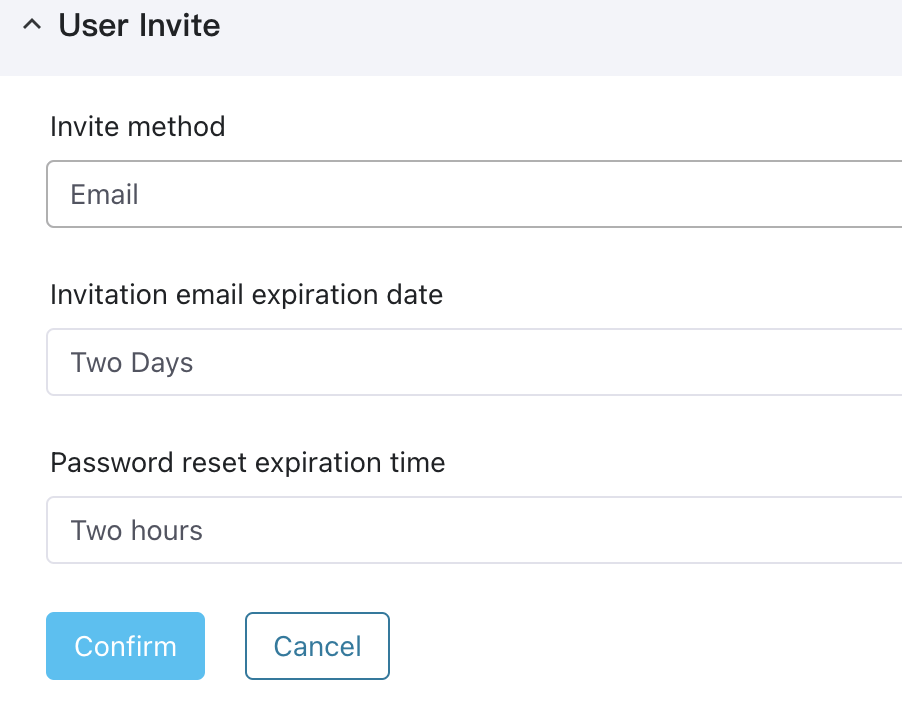 User Invite
Invite method
Email
Invitation email expiration date
Two Days
Password reset expiration time
Two hours
Confirm Cancel